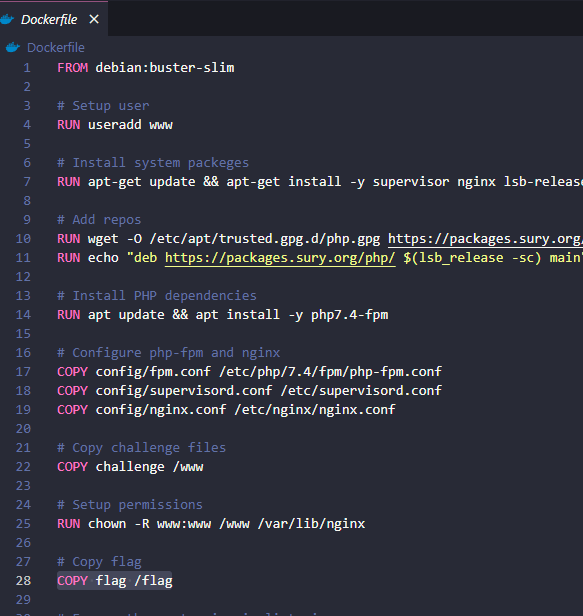 Dockerfile ×
Dockerfile
1 FROM debian:buster-slim
2
3 # Setup user
4 RUN useradd www
5
6 # Install system packeges
7 RUN apt-get update && apt-get install -y supervisor nginx lsb-release
8
9 # Add repos
10 RUN wget -O /etc/apt/trusted.gpg.d/php.gpg https://packages.sury.org/
11 RUN echo "deb https://packages.sury.org/php/ $(lsb_release -sc) main"
12
13 # Install PHP dependencies
14 RUN apt update && apt install -y php7.4-fpm
15
16 # Configure php-fpm and nginx
17 COPY config/fpm.conf /etc/php/7.4/fpm/php-fpm.conf
18 COPY config/supervisord.conf /etc/supervisord.conf
19 COPY config/nginx.conf /etc/nginx/nginx.conf
20
21 # Copy challenge files
22 COPY challenge /www
23
24 # Setup permissions
25 RUN chown -R www:www /www /var/lib/nginx
26
27 # Copy flag
28 COPY flag /flag
29